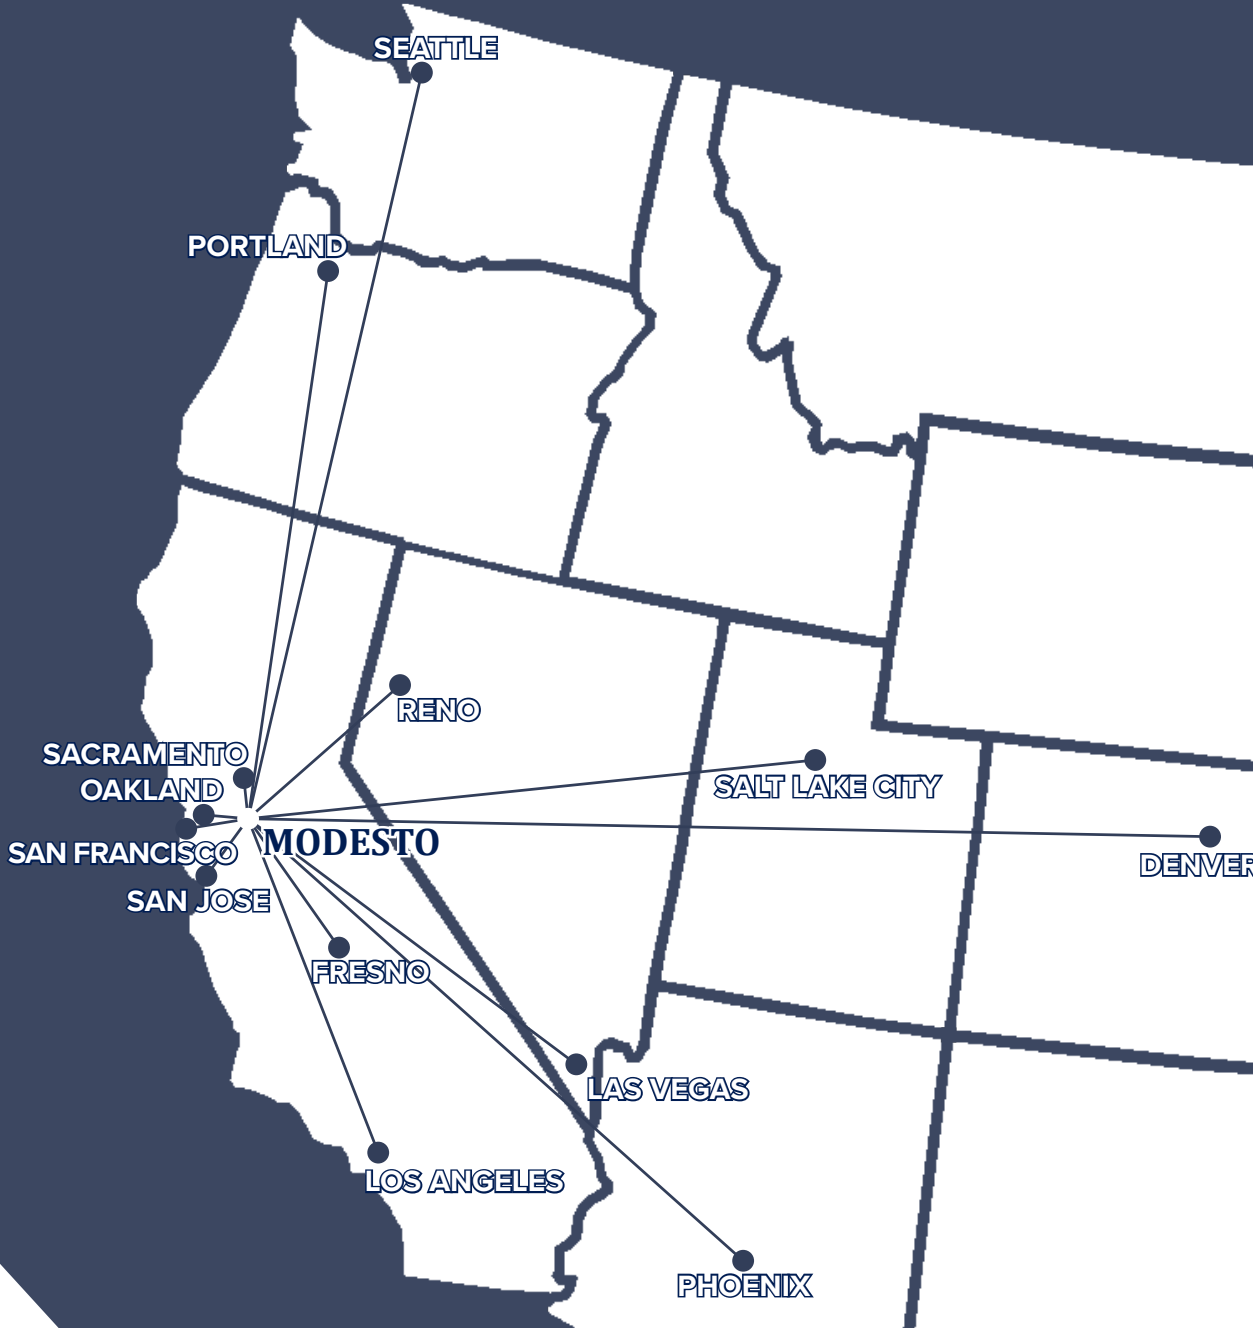 SEATTLE
PORTLAND
RENO
SACRAMENTO
SALT LAKE CITY
OAKLAND
MODESTO
SAN FRANCISCO
DENVER
SAN JOSE
FRESNO
LAS VEGAS
LOS ANGELES
PHOENIX